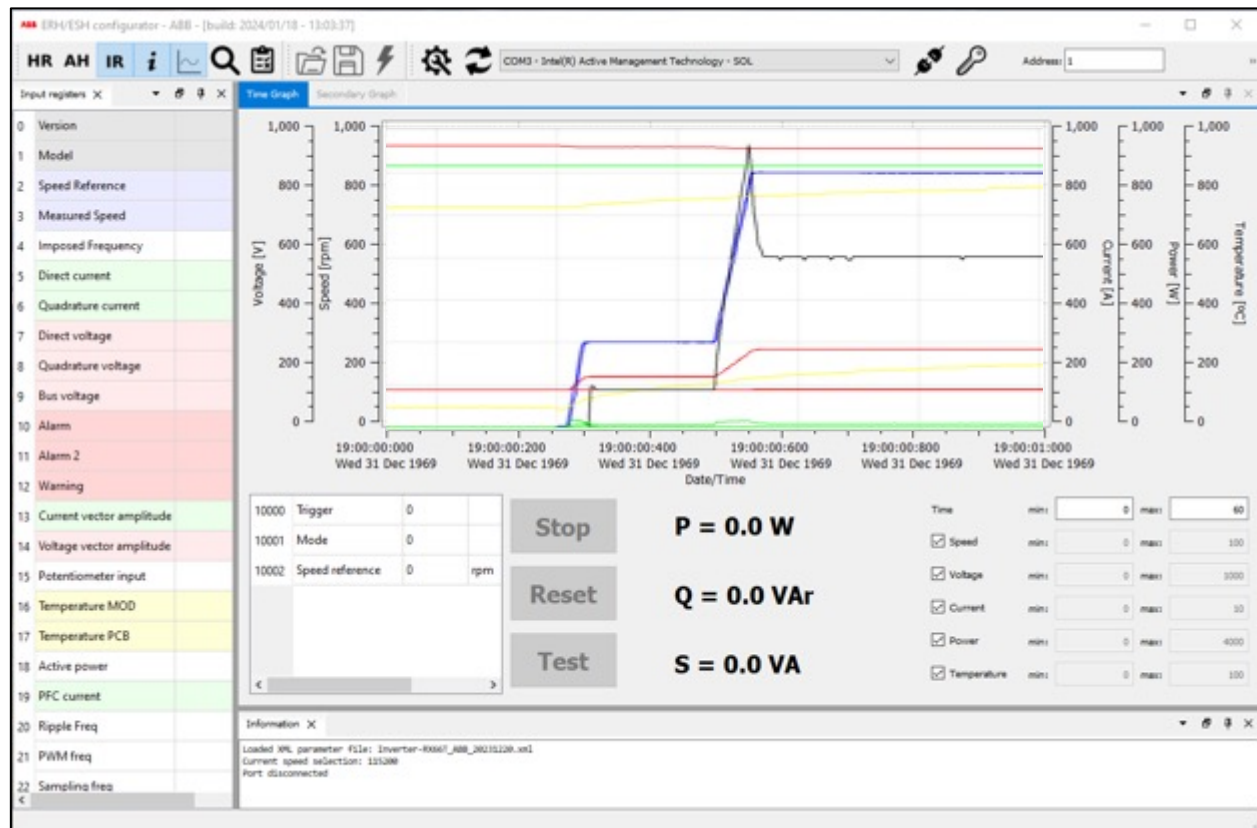 ABB ERH/ESH configurator - ABB - [build: 2024/01/18 - 13:03:37]
HR AH IR i COM3 - Intel(R) Active Management Technology - SOL Address: 1
Input registers
0 Version
1 Model
2 Speed Reference
3 Measured Speed
4 Imposed Frequency
5 Direct current
6 Quadrature current
7 Direct voltage
8 Quadrature voltage
9 Bus voltage
10 Alarm
11 Alarm 2
12 Warning
13 Current vector amplitude
14 Voltage vector amplitude
15 Potentiometer input
16 Temperature MOD
17 Temperature PCB
18 Active power
19 PFC current
20 Ripple Freq
21 PWM freq
22 Sampling freq
Time Graph Secondary Graph
1,000 1,000 1,000 1,000 1,000
800 800 800 800 800
600 600 600 600 600
400 400 400 400 400
200 200 200 200 200
0 0 0 0 0
Voltage [V]
Speed [rpm]
Current [A]
Power [W]
Temperature [ºC]
19:00:00:000 19:00:00:200 19:00:00:400 19:00:00:600 19:00:00:800 19:00:01:000
Wed 31 Dec 1969 Wed 31 Dec 1969 Wed 31 Dec 1969 Wed 31 Dec 1969 Wed 31 Dec 1969 Wed 31 Dec 1969
Date/Time
10000 Trigger 0
10001 Mode 0
10002 Speed reference 0 rpm
Stop
Reset
Test
P = 0.0 W
Q = 0.0 VAr
S = 0.0 VA
Time min: 0 max: 60
Speed min: 0 max: 100
Voltage min: 0 max: 1000
Current min: 0 max: 10
Power min: 0 max: 4000
Temperature min: 0 max: 100
Information
Loaded XML parameter file: Inverter-RX66T_ABB_20231220.xml
Current speed selection: 115200
Port disconnected